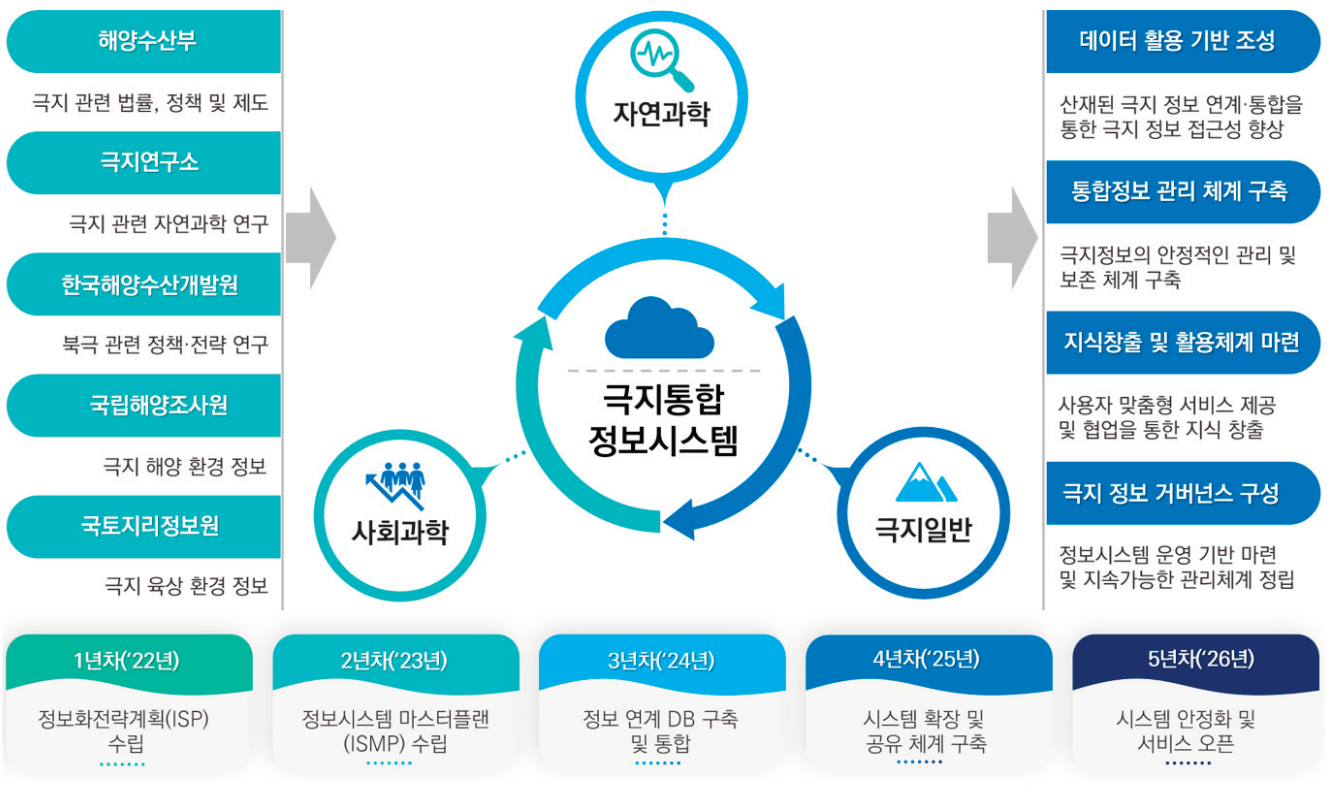 해양수산부
극지 관련 법률, 정책 및 제도
극지연구소
극지 관련 자연과학 연구
한국해양수산개발원
북극 관련 정책·전략 연구
국립해양조사원
극지 해양 환경 정보
국토지리정보원
극지 육상 환경 정보
자연과학
극지통합
정보시스템
사회과학
극지일반
데이터 활용 기반 조성
산재된 극지 정보 연계·통합을
통한 극지 정보 접근성 향상
통합정보 관리 체계 구축
극지정보의 안정적인 관리 및
보존 체계 구축
지식창출 및 활용체계 마련
사용자 맞춤형 서비스 제공
및 협업을 통한 지식 창출
극지 정보 거버넌스 구성
정보시스템 운영 기반 마련
및 지속가능한 관리체계 정립
1년차(‘22년)
정보화전략계획(ISP)
수립
2년차(‘23년)
정보시스템 마스터플랜
(ISMP) 수립
3년차(‘24년)
정보 연계 DB 구축
및 통합
4년차(‘25년)
시스템 확장 및
공유 체계 구축
5년차(‘26년)
시스템 안정화 및
서비스 오픈